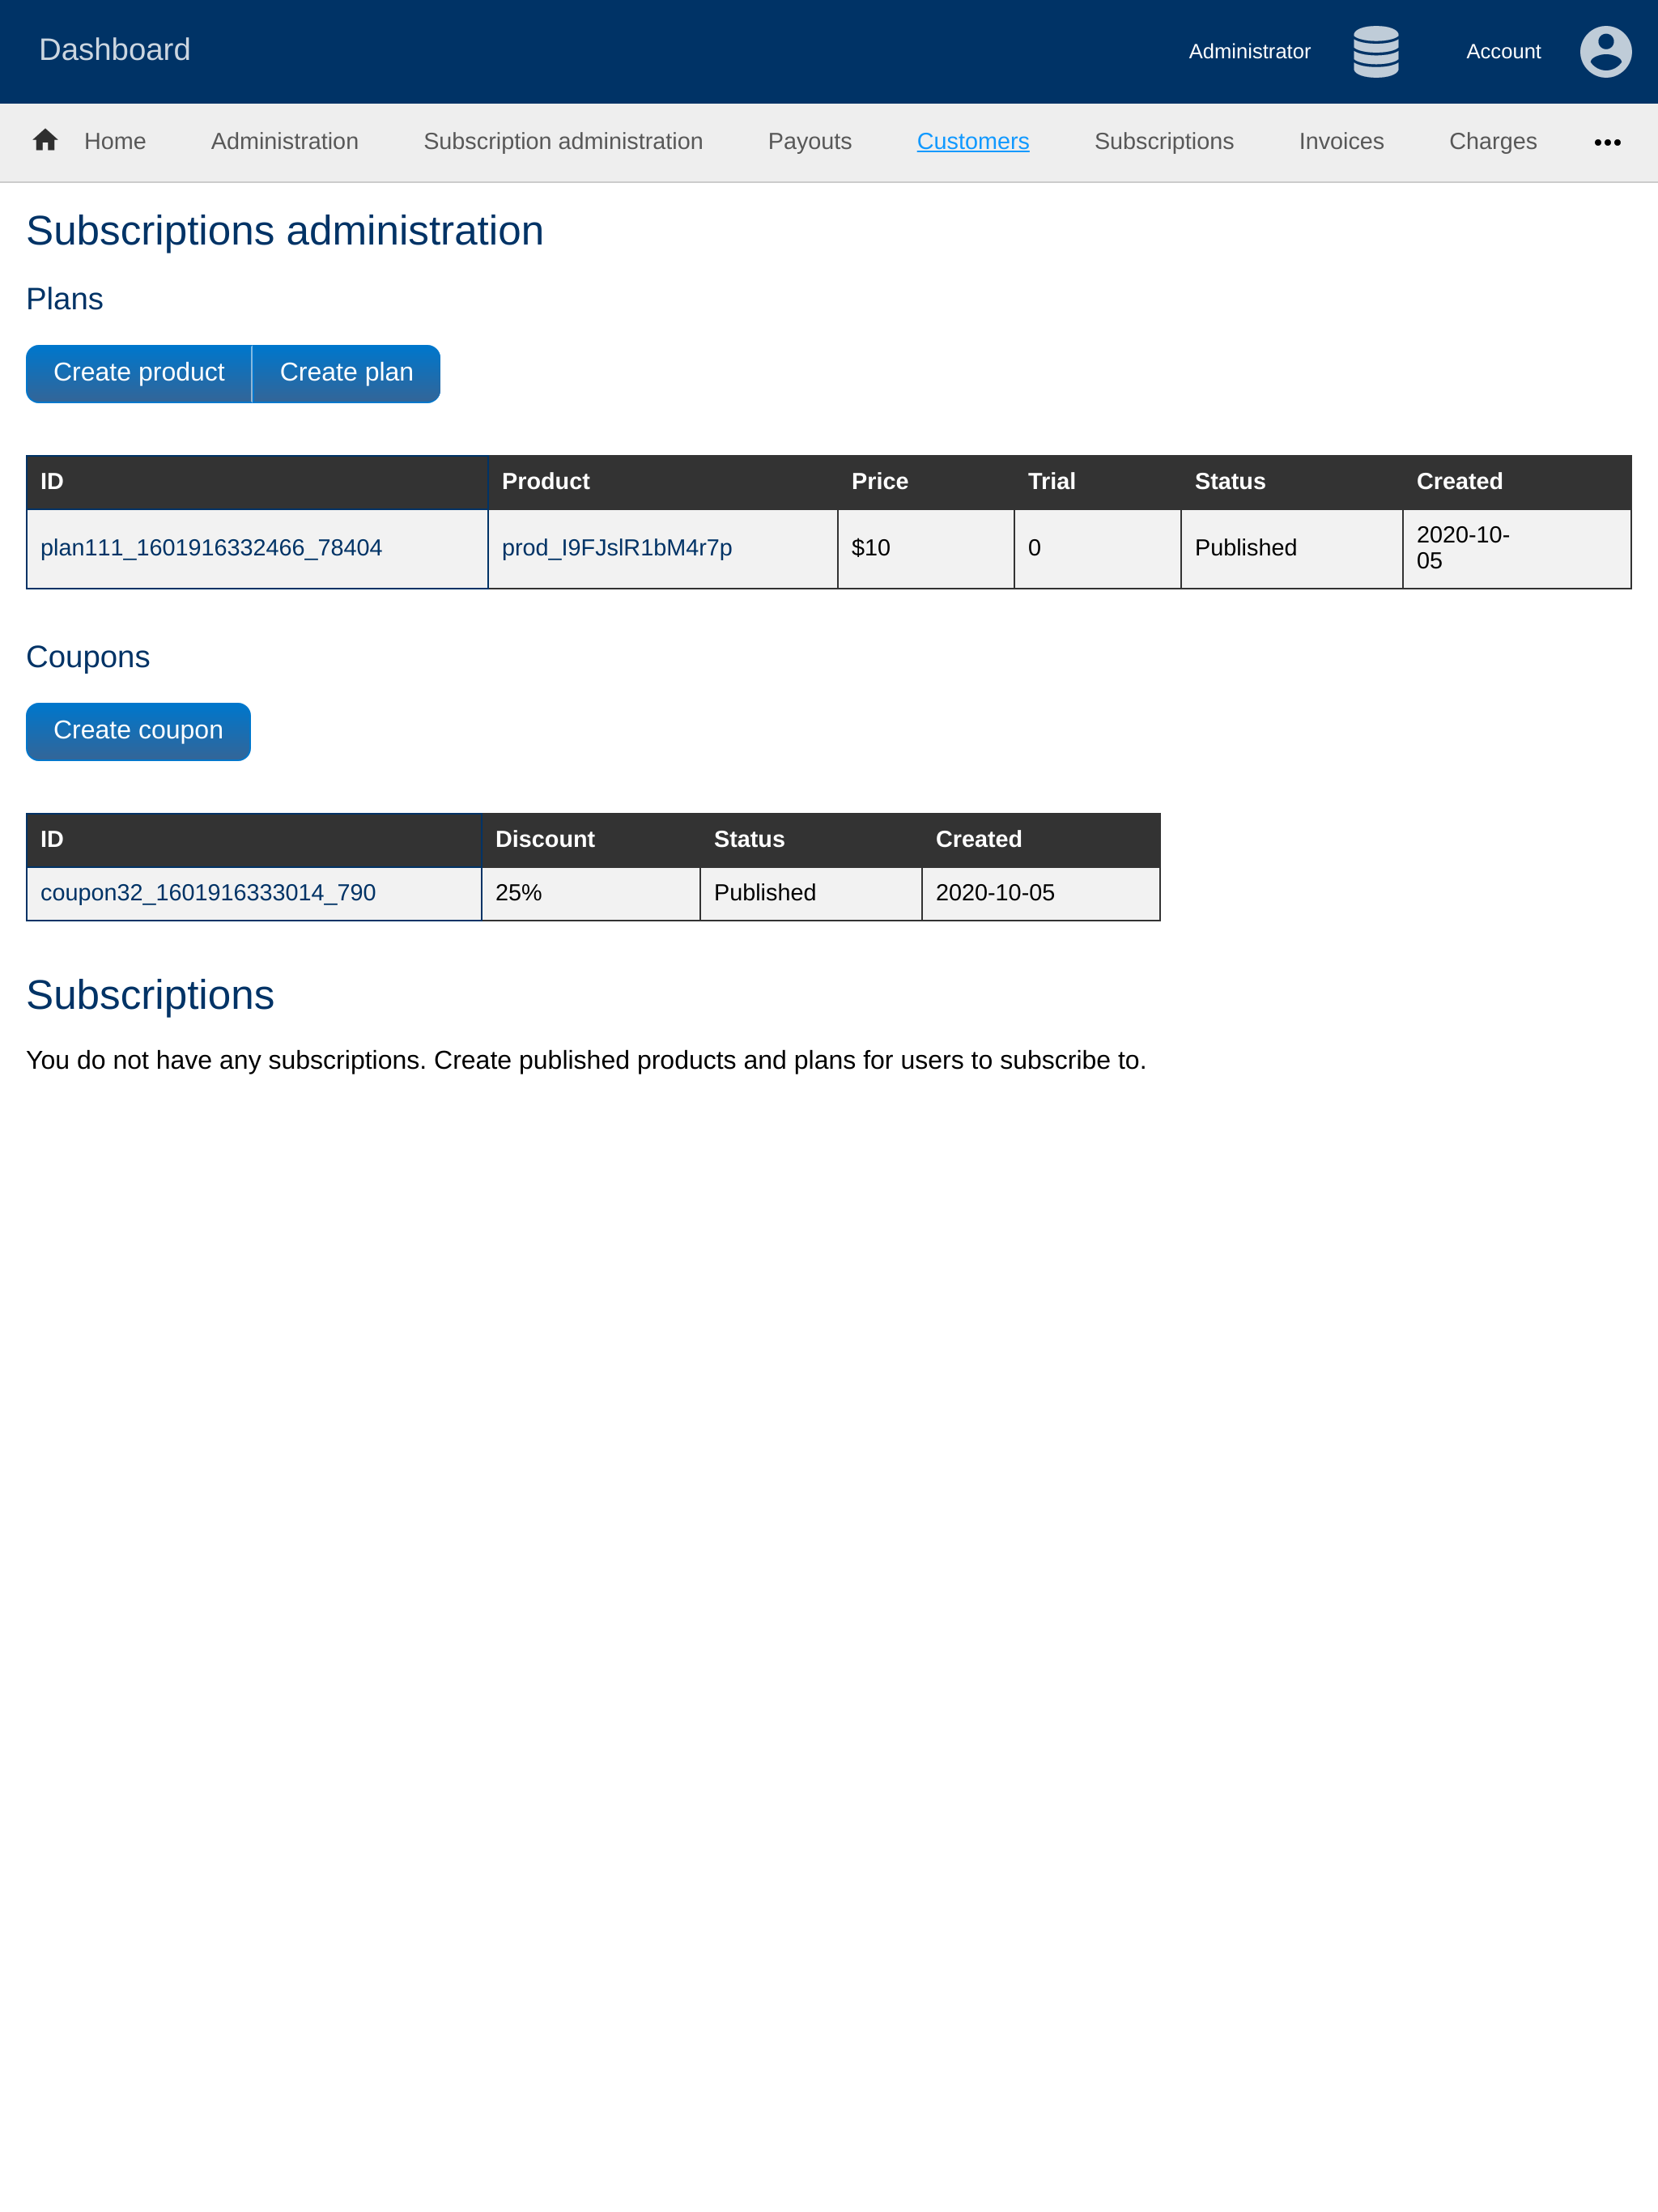 Dashboard
Administrator
Account
Home Administration Subscription administration Payouts Customers Subscriptions Invoices Charges •••
Subscriptions administration
Plans
Create product Create plan
ID Product Price Trial Status Created
plan111_1601916332466_78404 prod_I9FJslR1bM4r7p $10 0 Published 2020-10-
05
Coupons
Create coupon
ID Discount Status Created
coupon32_1601916333014_790 25% Published 2020-10-05
Subscriptions
You do not have any subscriptions. Create published products and plans for users to subscribe to.